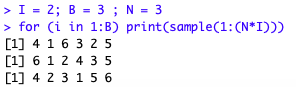 > I = 2; B = 3 ; N = 3
> for (i in 1:B) print(sample(1:(N*I)))
[1] 4 1 6 3 2 5
[1] 6 1 2 4 3 5
[1] 4 2 3 1 5 6